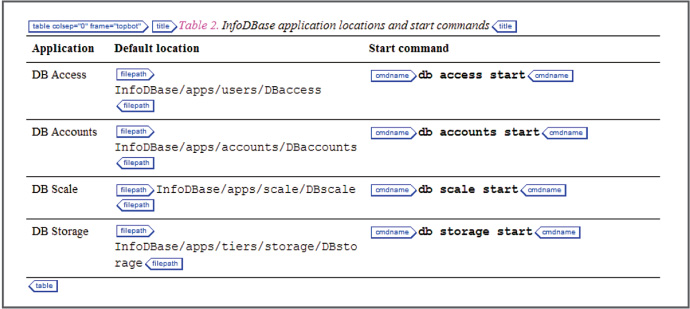 table colsep="0" frame="topbot" title Table 2. InfoDBase application locations and start commands title
Application Default location Start command
DB Access filepath cmdname db access start cmdname
InfoDBase/apps/users/DBaccess
filepath
DB Accounts filepath cmdname db accounts start cmdname
InfoDBase/apps/accounts/DBaccounts
filepath
DB Scale filepath InfoDBase/apps/scale/DBscale cmdname db scale start cmdname
filepath
DB Storage filepath cmdname db storage start cmdname
InfoDBase/apps/tiers/storage/DBsto
rage filepath
table